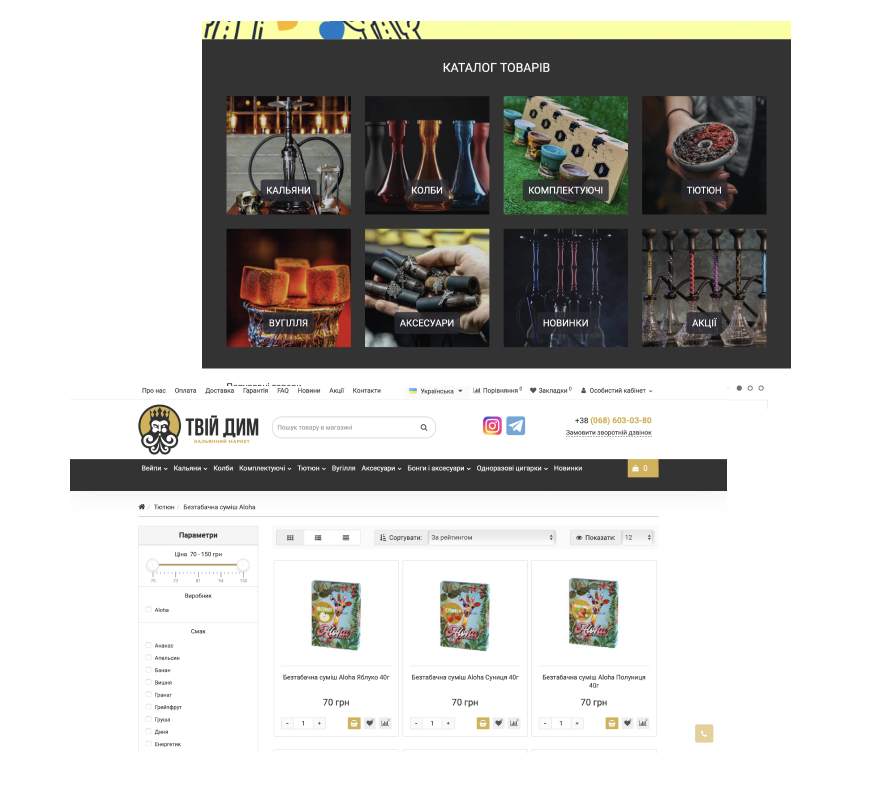 КАТАЛОГ ТОВАРІВ
КАЛЬЯНИ
КОЛБИ
КОМПЛЕКТУЮЧІ
ТЮТЮН
ВУГІЛЛЯ
АКСЕСУАРИ
НОВИНКИ
АКЦІЇ
Про нас Оплата Доставка Гарантія FAQ Новини Акції Контакти Українська Порівняння 0 Закладки 0 Особистий кабінет
ТВІЙ ДИМ
КАЛЬЯННИЙ МАРКЕТ
Пошук товару в магазині
+38 (068) 603-03-80
Замовити зворотній дзвінок
Вейпи Кальяни Колби Комплектуючі Тютюн Вугілля Аксесуари Бонги і аксесуари Одноразові цигарки Новинки 0
/ Тютюн / Безтабачна суміш Aloha
Параметри
Сортувати: За рейтингом
Показати: 12
Ціна 70 - 150 грн
Виробник
Aloha
Смак
Ананас
Апельсин
Банан
Вишня
Гранат
Грейпфрут
Груша
Диня
Енергетик
Aloha
Aloha
Aloha
Безтабачна суміш Aloha Яблуко 40г
70 грн
- 1 +
Безтабачна суміш Aloha Суниця 40г
70 грн
- 1 +
Безтабачна суміш Aloha Полуниця
40г
70 грн
- 1 +